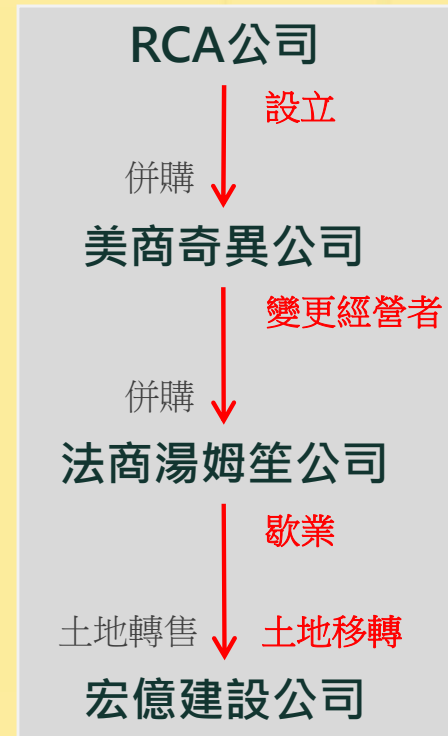 RCA公司
設立
併購
美商奇異公司
變更經營者
併購
法商湯姆笙公司
歇業
土地轉售 土地移轉
宏億建設公司